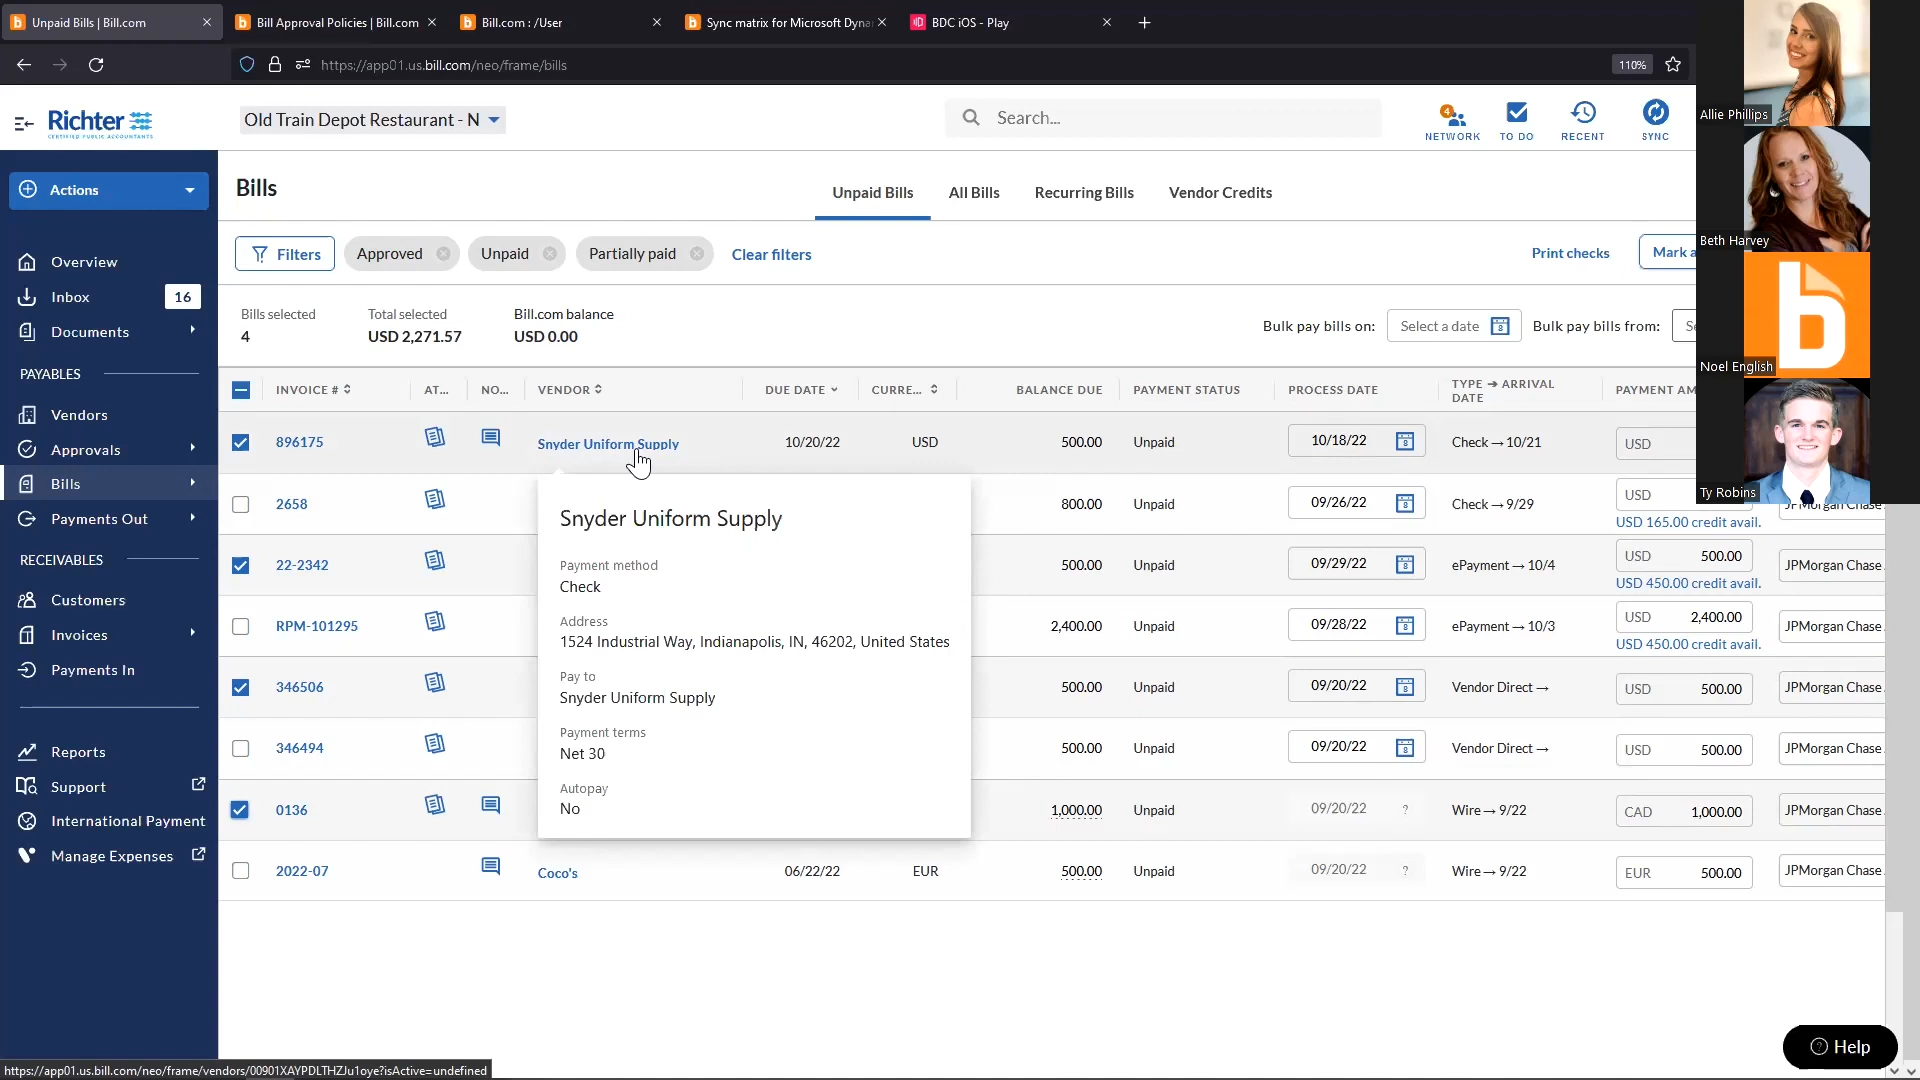 Unpaid Bills | Bill.com
Bill Approval Policies | Bill.com
Bill.com : /User
Sync matrix for Microsoft Dyna
BDC iOS - Play
https://app01.us.bill.com/neo/frame/bills
110%
Richter
CERTIFIED PUBLIC ACCOUNTANTS
Old Train Depot Restaurant - N
Search...
4
NETWORK
TO DO
RECENT
SYNC
Allie Phillips
Beth Harvey
Noel English
Ty Robins
Actions
Overview
Inbox 16
Documents
PAYABLES
Vendors
Approvals
Bills
Payments Out
RECEIVABLES
Customers
Invoices
Payments In
Reports
Support
International Payment
Manage Expenses
Bills
Unpaid Bills
All Bills
Recurring Bills
Vendor Credits
Filters
Approved
Unpaid
Partially paid
Clear filters
Print checks
Mark a
Bills selected
4
Total selected
USD 2,271.57
Bill.com balance
USD 0.00
Bulk pay bills on:
Select a date
Bulk pay bills from:
Se
INVOICE # AT... NO... VENDOR DUE DATE CURRE... BALANCE DUE PAYMENT STATUS PROCESS DATE TYPE → ARRIVAL DATE PAYMENT AM
896175 Snyder Uniform Supply 10/20/22 USD 500.00 Unpaid 10/18/22 Check → 10/21 USD
2658 800.00 Unpaid 09/26/22 Check → 9/29 USD JPMorgan Chase
USD 165.00 credit avail.
22-2342 500.00 Unpaid 09/29/22 ePayment → 10/4 USD 500.00 JPMorgan Chase
USD 450.00 credit avail.
RPM-101295 2,400.00 Unpaid 09/28/22 ePayment → 10/3 USD 2,400.00 JPMorgan Chase
USD 450.00 credit avail.
346506 500.00 Unpaid 09/20/22 Vendor Direct → USD 500.00 JPMorgan Chase
346494 500.00 Unpaid 09/20/22 Vendor Direct → USD 500.00 JPMorgan Chase
0136 1,000.00 Unpaid 09/20/22 ? Wire → 9/22 CAD 1,000.00 JPMorgan Chase
2022-07 Coco's 06/22/22 EUR 500.00 Unpaid 09/20/22 ? Wire → 9/22 EUR 500.00 JPMorgan Chase
Snyder Uniform Supply
Payment method
Check
Address
1524 Industrial Way, Indianapolis, IN, 46202, United States
Pay to
Snyder Uniform Supply
Payment terms
Net 30
Autopay
No
Help
https://app01.us.bill.com/neo/frame/vendors/00901XAYPDLTHZJu1oye?isActive=undefined